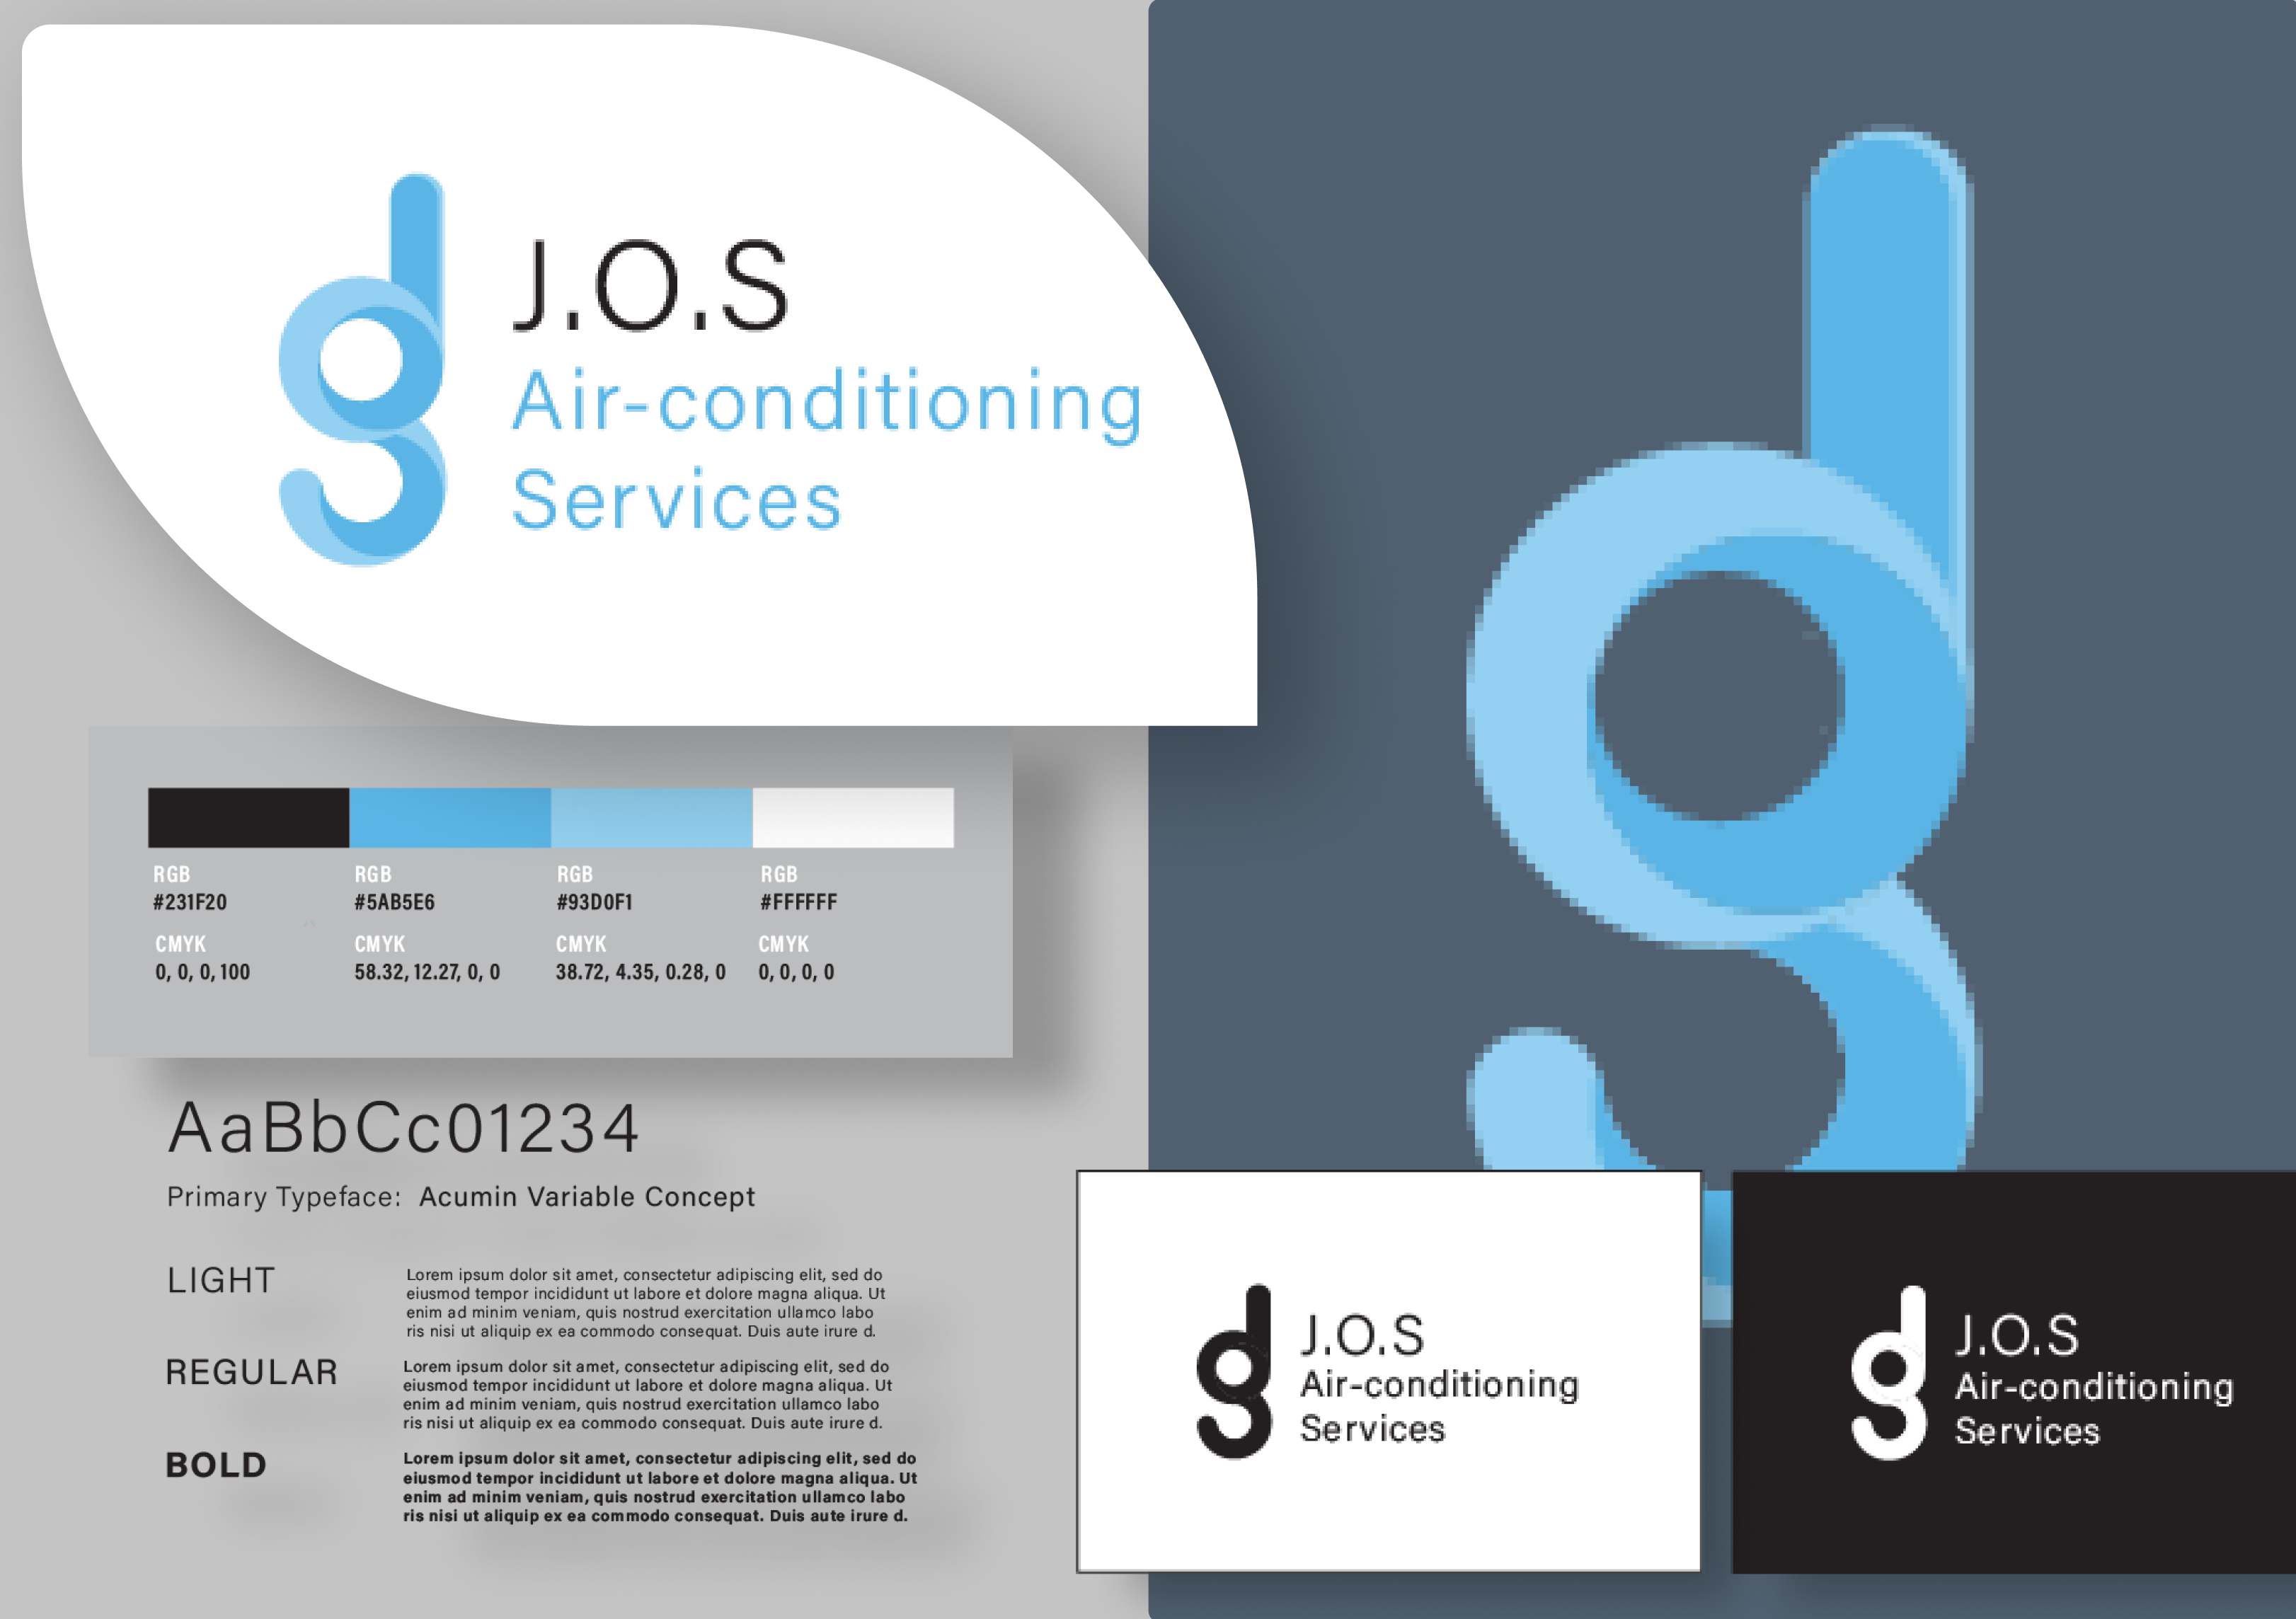 J.O.S
Air-conditioning
Services
RGB
#231F20
CMYK
0, 0, 0, 100
RGB
#5AB5E6
CMYK
58.32, 12.27, 0, 0
RGB
#93D0F1
CMYK
38.72, 4.35, 0.28, 0
RGB
#FFFFFF
CMYK
0, 0, 0, 0
AaBbCc01234
Primary Typeface: Acumin Variable Concept
LIGHT
Lorem ipsum dolor sit amet, consectetur adipiscing elit, sed do
eiusmod tempor incididunt ut labore et dolore magna aliqua. Ut
enim ad minim veniam, quis nostrud exercitation ullamco labo
ris nisi ut aliquip ex ea commodo consequat. Duis aute irure d.
REGULAR
Lorem ipsum dolor sit amet, consectetur adipiscing elit, sed do
eiusmod tempor incididunt ut labore et dolore magna aliqua. Ut
enim ad minim veniam, quis nostrud exercitation ullamco labo
ris nisi ut aliquip ex ea commodo consequat. Duis aute irure d.
BOLD
Lorem ipsum dolor sit amet, consectetur adipiscing elit, sed do
eiusmod tempor incididunt ut labore et dolore magna aliqua. Ut
enim ad minim veniam, quis nostrud exercitation ullamco labo
ris nisi ut aliquip ex ea commodo consequat. Duis aute irure d.
J.O.S
Air-conditioning
Services
J.O.S
Air-conditioning
Services